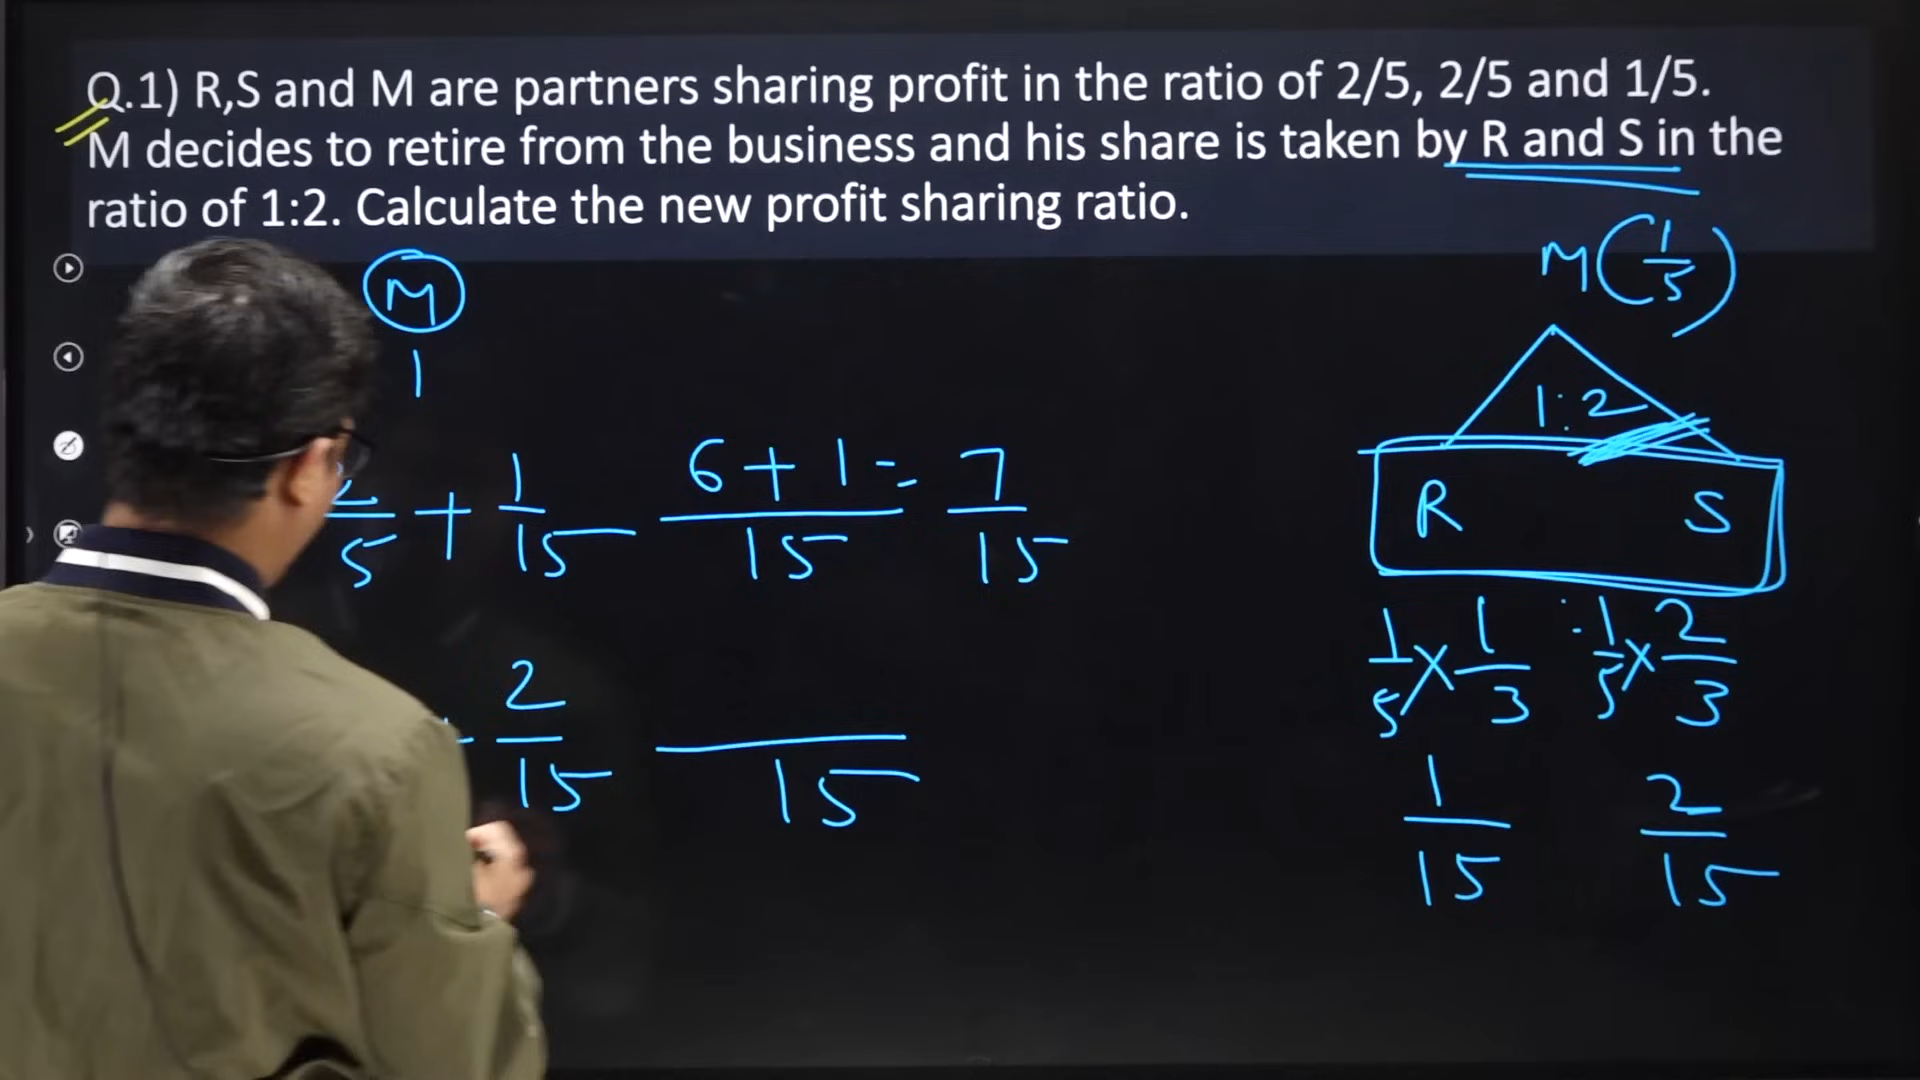 Q.1) R,S and M are partners sharing profit in the ratio of 2/5, 2/5 and 1/5.
M decides to retire from the business and his share is taken by R and S in the
ratio of 1:2. Calculate the new profit sharing ratio.
M (1/5)
M
1
1:2
R S
2/5 + 1/15 6+1/15 = 7/15
1/5 × 1/3 : 1/5 × 2/3
2/15 /15
1/15 2/15